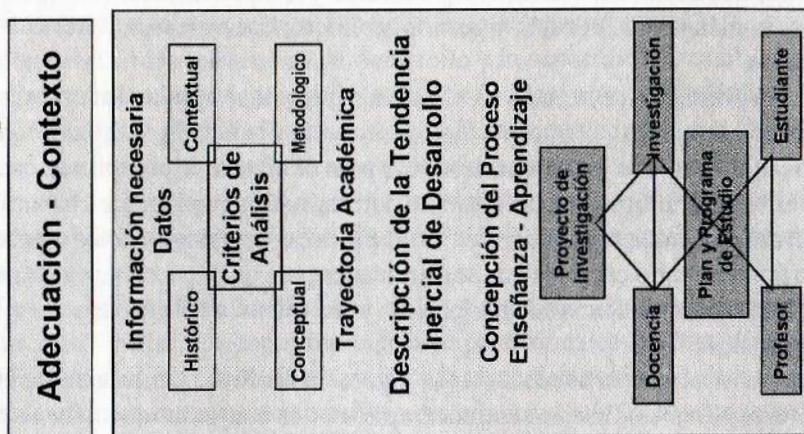 Adecuación Contexto
Información necesaria
Datos
Histórico
Contextual
Criterios de
Análisis
Conceptual
Metodologico
Trayectoria Académica
Descripción de la Tendencia
Inercial de Desarrollo
Concepción del Proceso
Enseñanza - Aprendizaje
Proyecto de
Investigación
Docencia
Investigación
Plan y Programa
de Estudio
Profesor
Estudiante